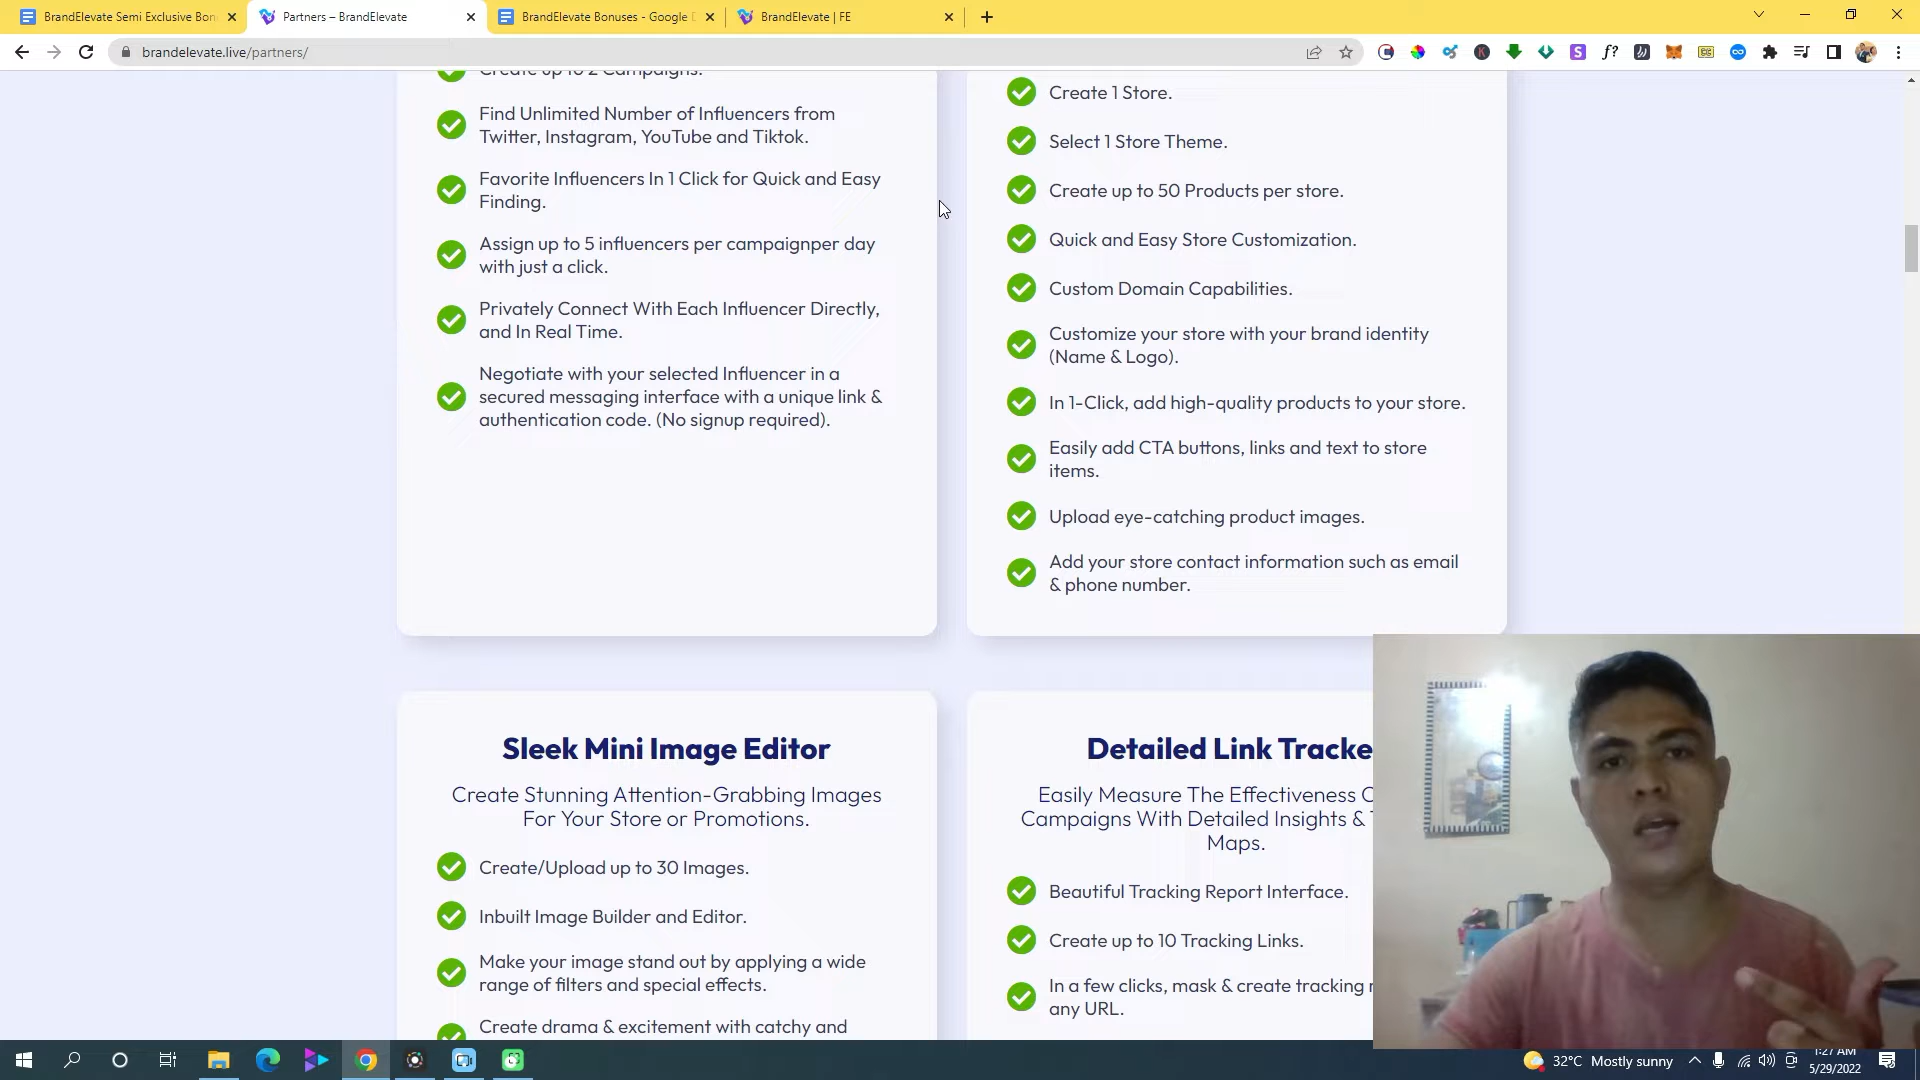 BrandElevate Semi Exclusive Bon
Partners – BrandElevate
BrandElevate Bonuses - Google D
BrandElevate | FE
brandelevate.live/partners/
Create up to 2 Campaigns.
Find Unlimited Number of Influencers from
Twitter, Instagram, YouTube and Tiktok.
Favorite Influencers In 1 Click for Quick and Easy
Finding.
Assign up to 5 influencers per campaignper day
with just a click.
Privately Connect With Each Influencer Directly,
and In Real Time.
Negotiate with your selected Influencer in a
secured messaging interface with a unique link &
authentication code. (No signup required).
Create 1 Store.
Select 1 Store Theme.
Create up to 50 Products per store.
Quick and Easy Store Customization.
Custom Domain Capabilities.
Customize your store with your brand identity
(Name & Logo).
In 1-Click, add high-quality products to your store.
Easily add CTA buttons, links and text to store
items.
Upload eye-catching product images.
Add your store contact information such as email
& phone number.
Sleek Mini Image Editor
Create Stunning Attention-Grabbing Images
For Your Store or Promotions.
Create/Upload up to 30 Images.
Inbuilt Image Builder and Editor.
Make your image stand out by applying a wide
range of filters and special effects.
Create drama & excitement with catchy and
Detailed Link Tracke
Easily Measure The Effectiveness
Campaigns With Detailed Insights &
Maps.
Beautiful Tracking Report Interface.
Create up to 10 Tracking Links.
In a few clicks, mask & create tracking
any URL.
32°C Mostly sunny
1:27 AM
5/29/2022